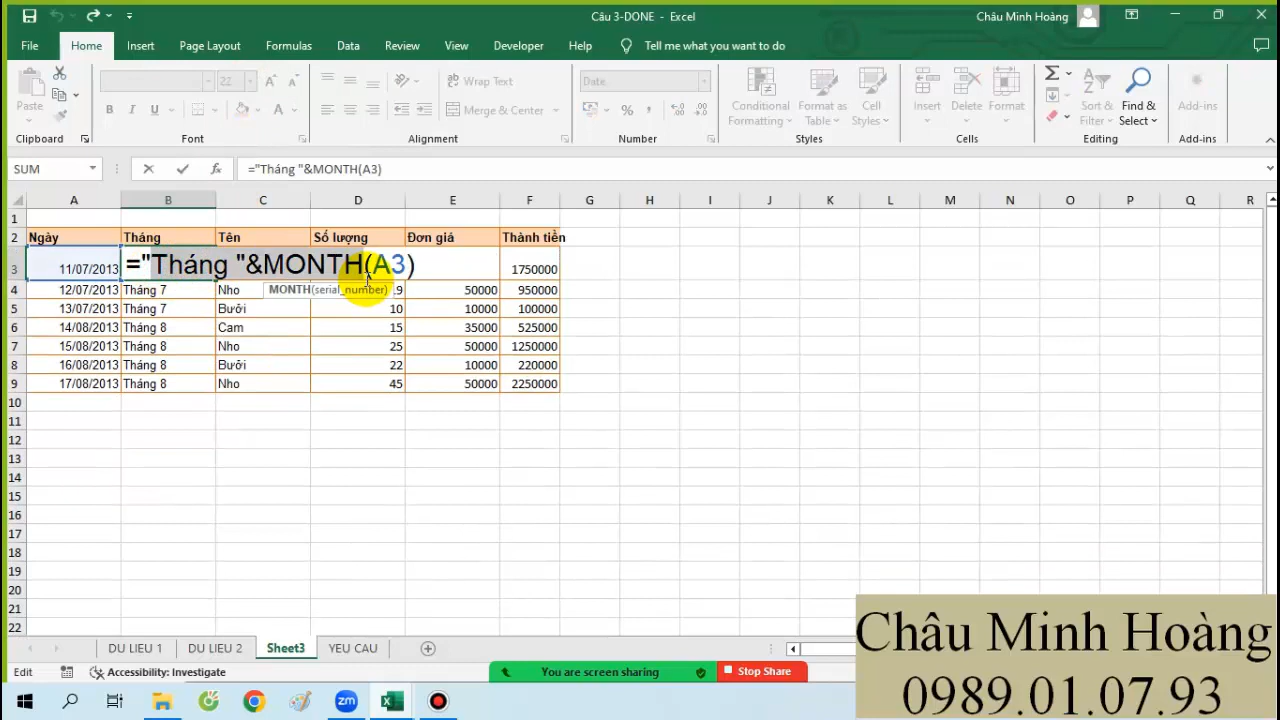 Câu 3-DONE - Excel
Châu Minh Hoàng
File Home Insert Page Layout Formulas Data Review View Developer Help Tell me what you want to do
Paste
22
B I U
Wrap Text
Merge & Center
Date
Conditional Formatting
Format as Table
Cell Styles
Insert
Delete
Format
Sort & Filter
Find & Select
Add-ins
Clipboard Font Alignment Number Styles Cells Editing Add-ins
SUM ="Tháng "&MONTH(A3)
A B C D E F G H I J K L M N O P Q R
1
2 Ngày Tháng Tên Số lượng Đơn giá Thành tiền
3 11/07/2013 ="Tháng "&MONTH(A3) 1750000
MONTH(serial_number)
4 12/07/2013 Tháng 7 Nho 50000 950000
5 13/07/2013 Tháng 7 Bưởi 10 10000 100000
6 14/08/2013 Tháng 8 Cam 15 35000 525000
7 15/08/2013 Tháng 8 Nho 25 50000 1250000
8 16/08/2013 Tháng 8 Bưởi 22 10000 220000
9 17/08/2013 Tháng 8 Nho 45 50000 2250000
10
11
12
13
14
15
16
17
18
19
20
21
22
Châu Minh Hoàng
0989.01.07.93
DU LIEU 1 DU LIEU 2 Sheet3 YEU CAU
Edit Accessibility: Investigate You are screen sharing Stop Share
zm